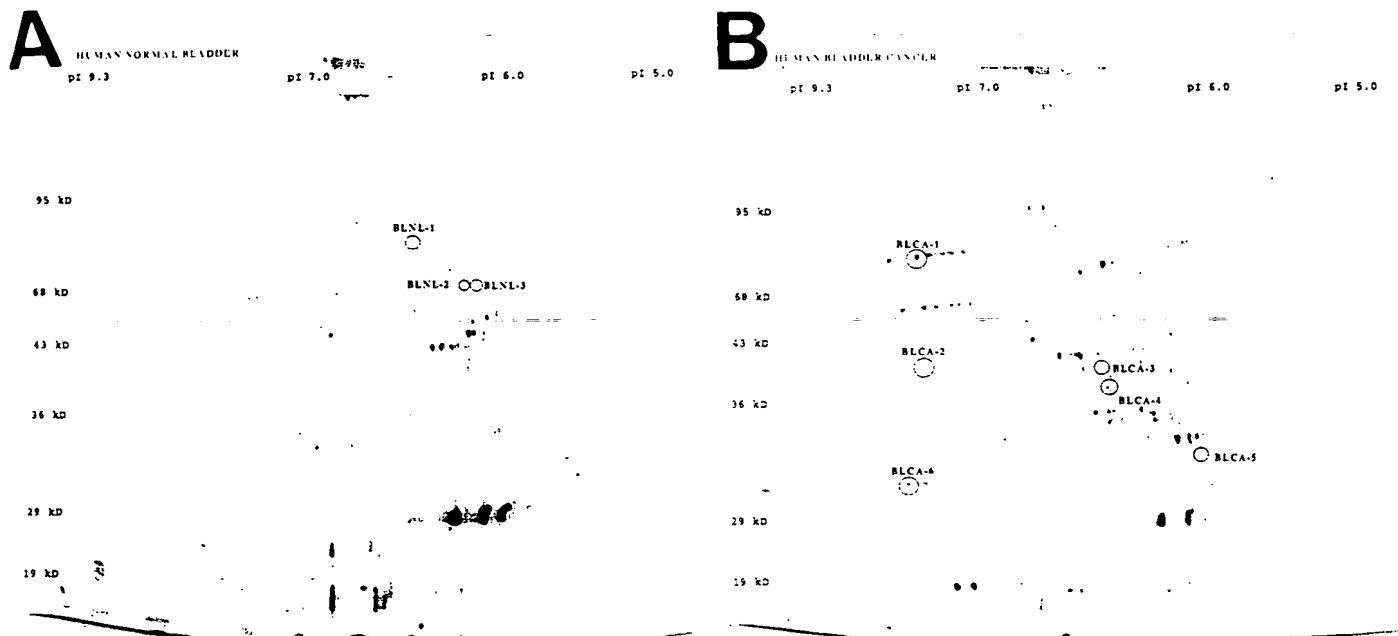 A
HUMAN NORMAL BLADDER
pI 9.3 pI 7.0 pI 6.0 pI 5.0
95 kD
BLNL-1
BLNL-2 BLNL-3
68 kD
43 kD
36 kD
29 kD
19 kD
B
HUMAN BLADDER CANCER
pI 9.3 pI 7.0 pI 6.0 pI 5.0
95 kD
BLCA-1
68 kD
43 kD
BLCA-2
BLCA-3
BLCA-4
36 kD
BLCA-5
BLCA-6
29 kD
19 kD